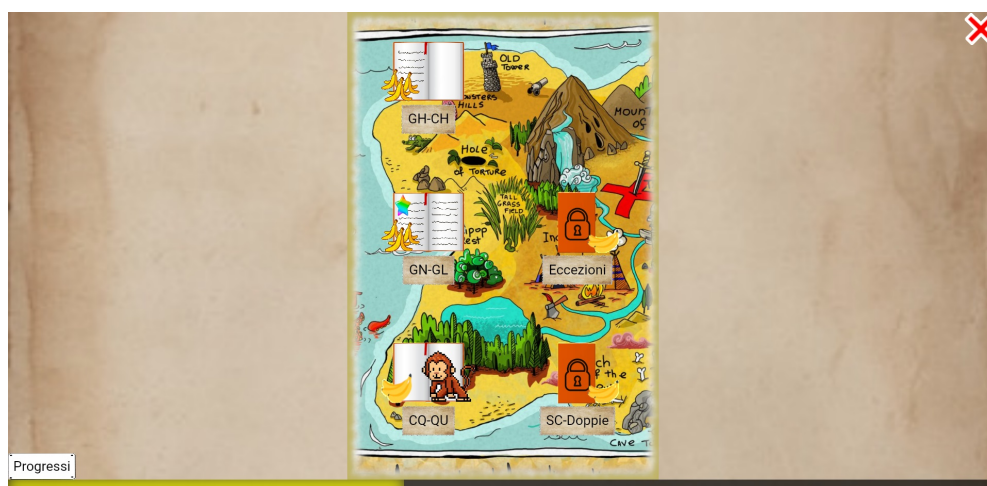 OLD
TOWER
HILLS
GH-CH
MOUN
OF
HOLE
OF TORTURE
TALL
GRASS
FIELD
GN-GL
Eccezioni
CQ-QU
SC-Doppie
CAVE
Progressi